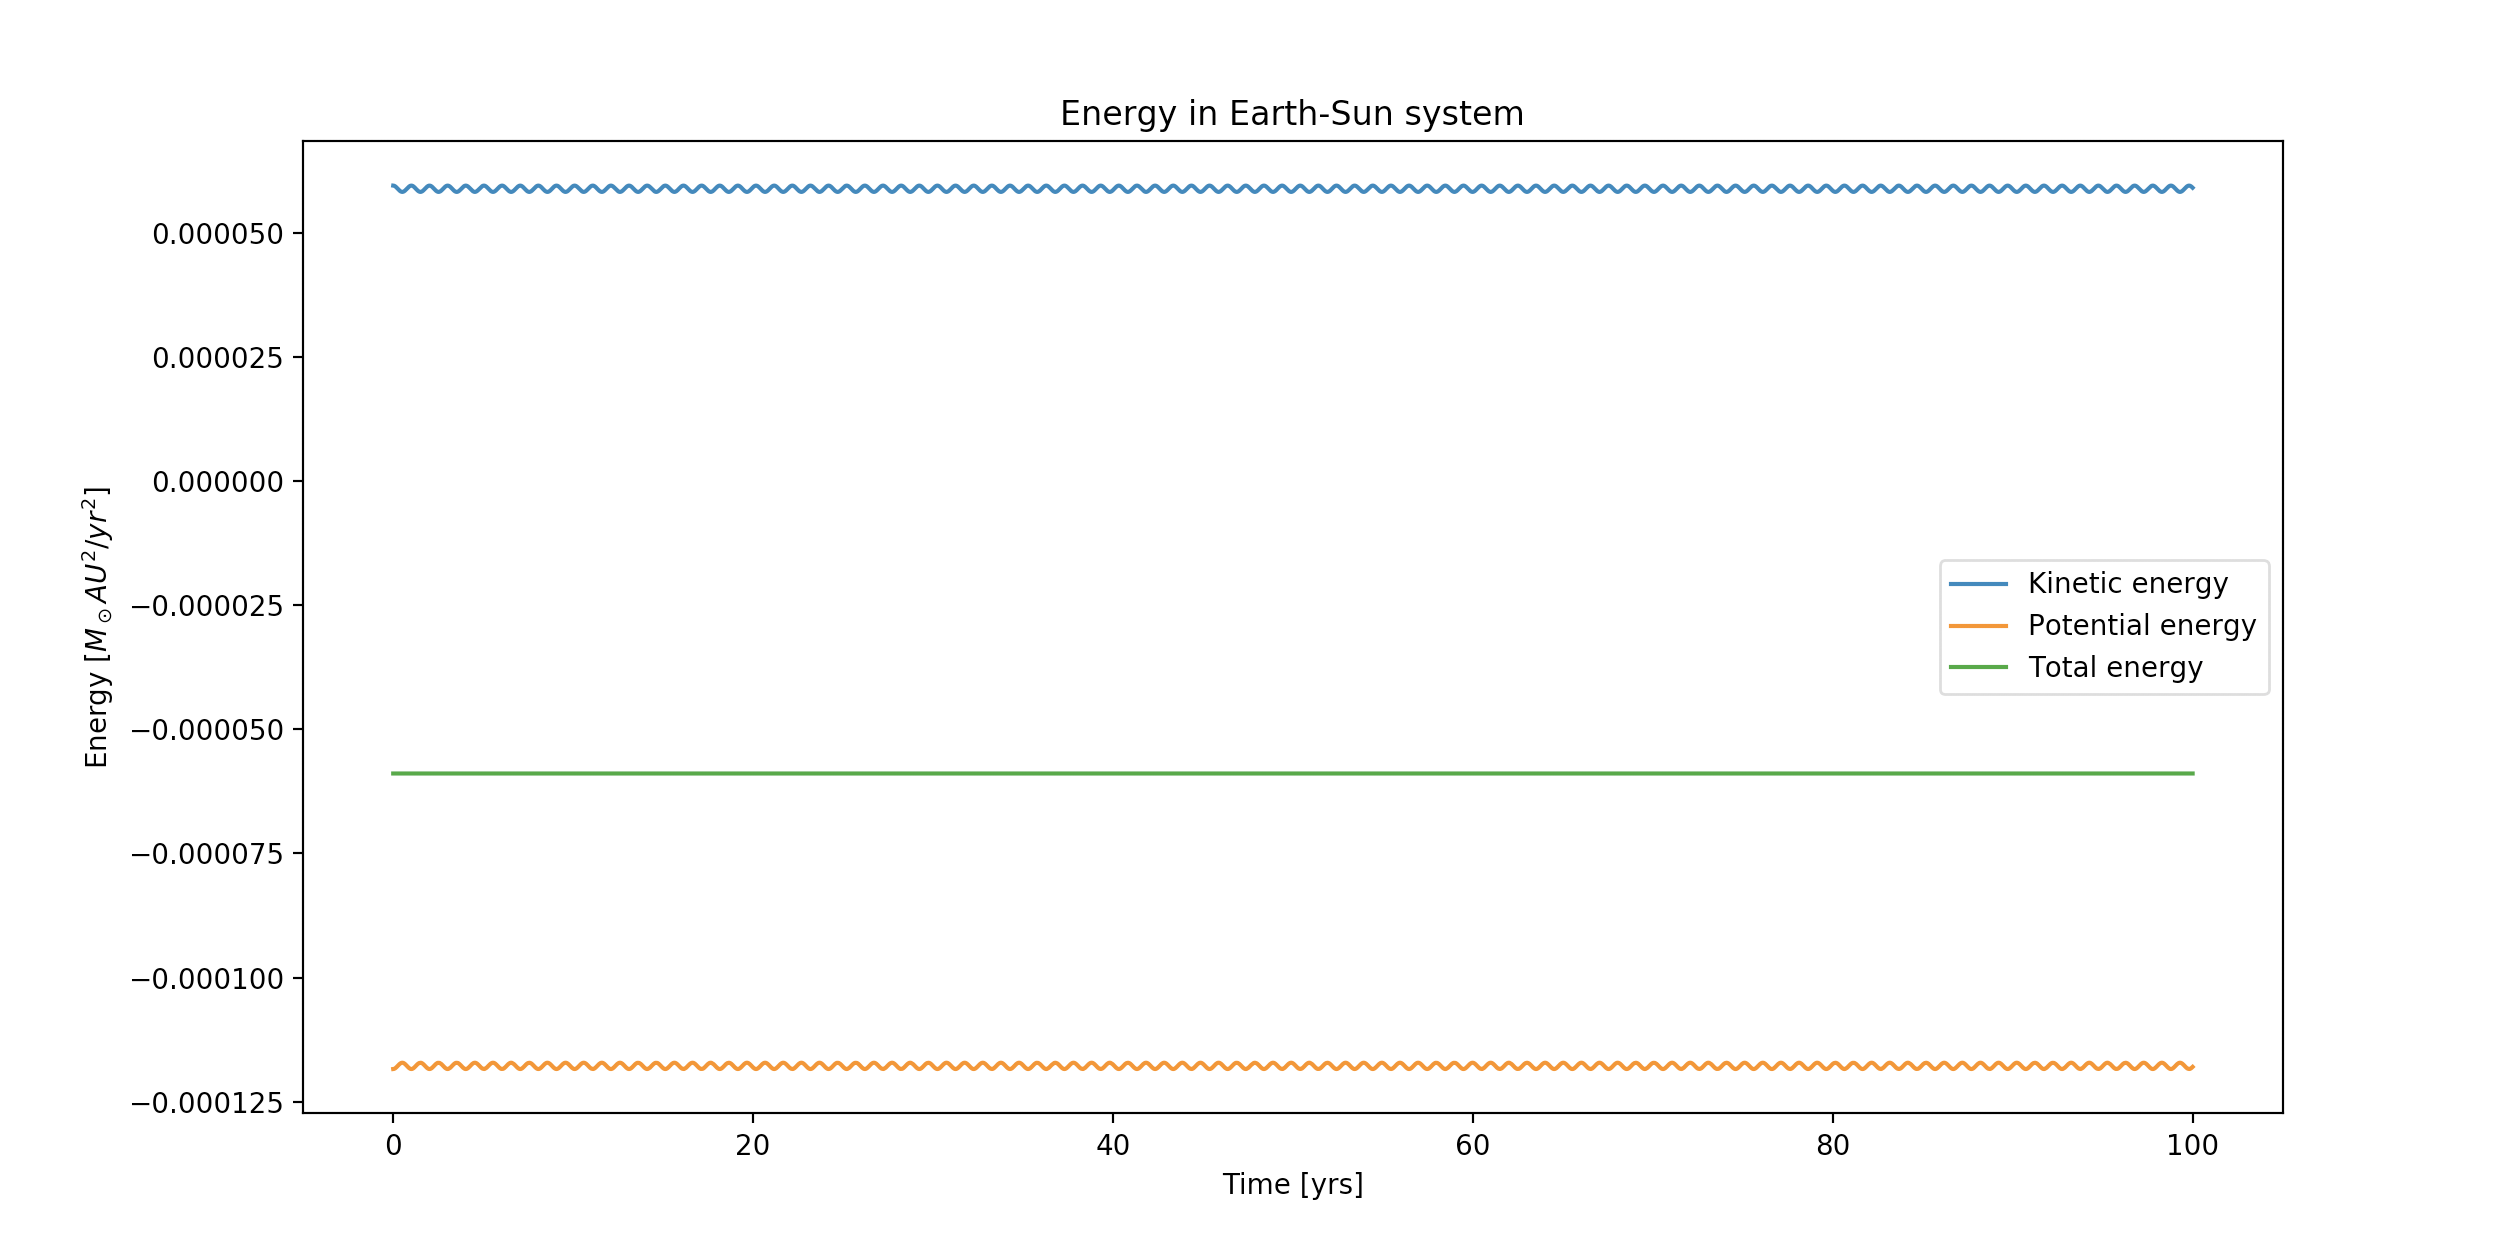 Energy in Earth-Sun system
Energy [$M_\odot AU^2/yr^2$]
0.000050
0.000025
0.000000
−0.000025
−0.000050
−0.000075
−0.000100
−0.000125
Kinetic energy
Potential energy
Total energy
0 20 40 60 80 100
Time [yrs]